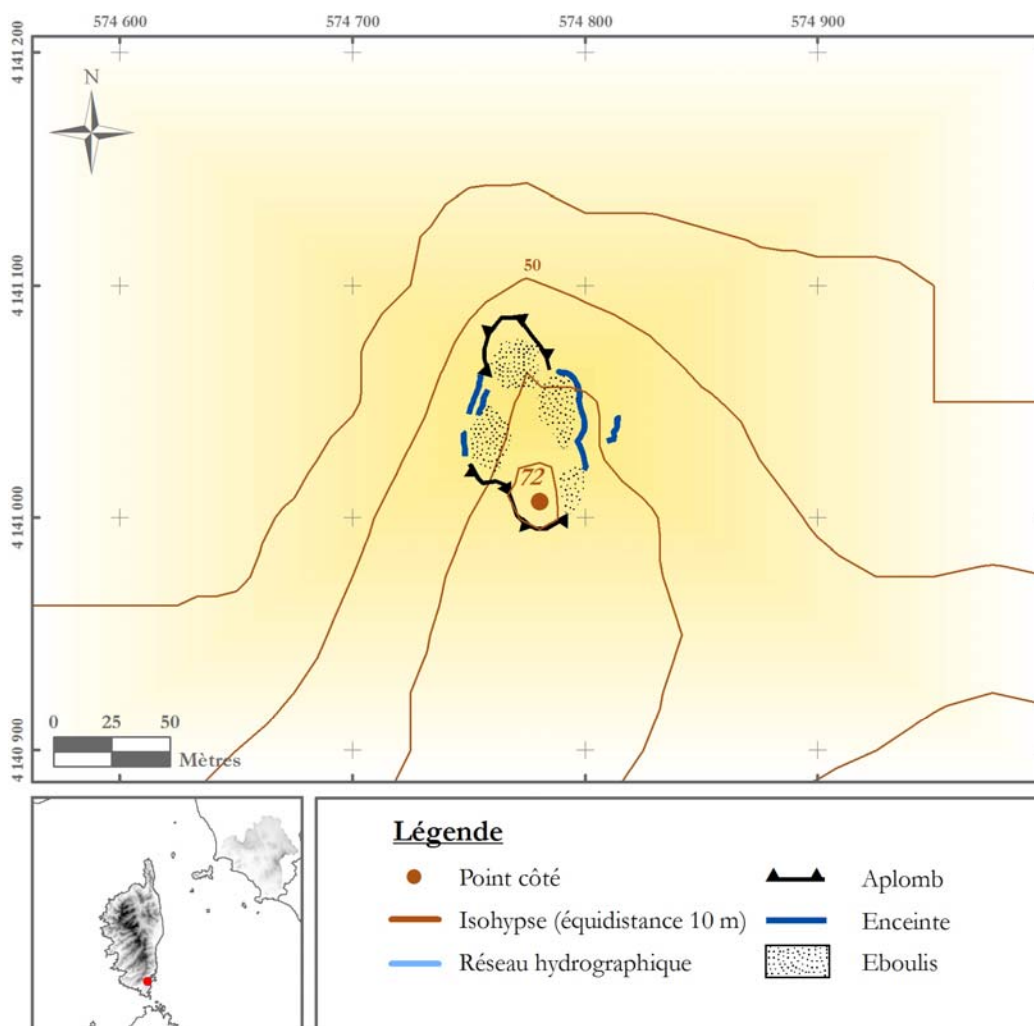 574 600 574 700 574 800 574 900
4 141 200
N
4 141 100
50
4 141 000
72
4 140 900
0 25 50
Mètres
Légende
Point côté
Aplomb
Isohypse (équidistance 10 m)
Enceinte
Réseau hydrographique
Eboulis